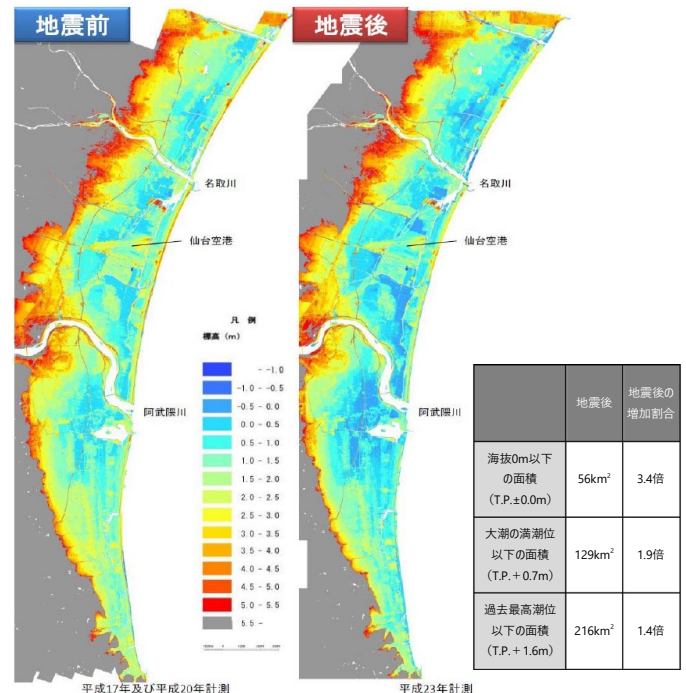 地震前
地震後
名取川
仙台空港
阿武隈川
凡 例
標高 (m)
- -1.0
-1.0 - -0.5
-0.5 - 0.0
0.0 - 0.5
0.5 - 1.0
1.0 - 1.5
1.5 - 2.0
2.0 - 2.5
2.5 - 3.0
3.0 - 3.5
3.5 - 4.0
4.0 - 4.5
4.5 - 5.0
5.0 - 5.5
5.5 -
平成17年及び平成20年計測
名取川
仙台空港
阿武隈川
平成23年計測
地震後
地震後の
増加割合
海抜0m以下
の面積
(T.P.±0.0m)
56km²
3.4倍
大潮の満潮位
以下の面積
(T.P.+0.7m)
129km²
1.9倍
過去最高潮位
以下の面積
(T.P.+1.6m)
216km²
1.4倍